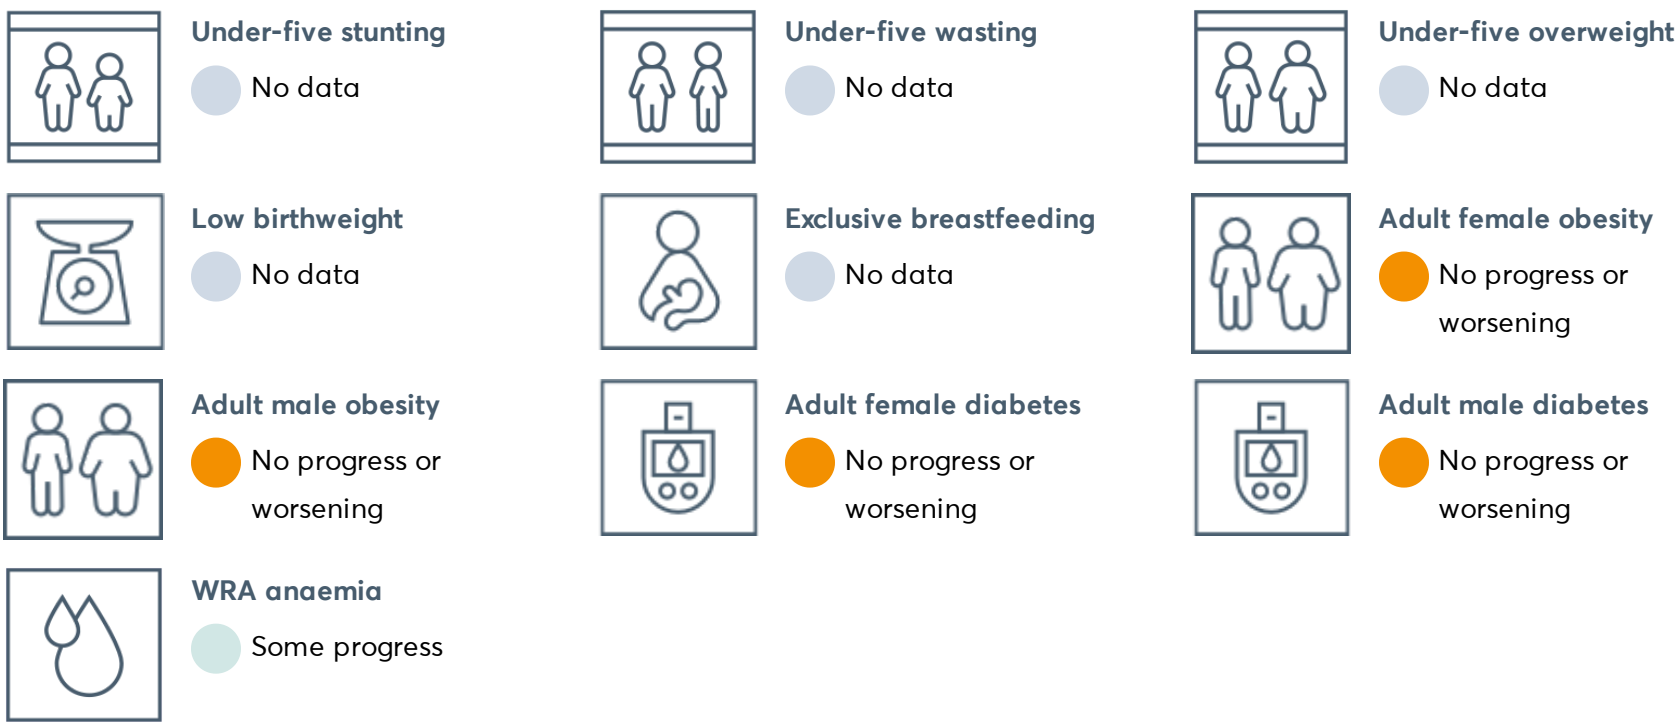 Under-five stunting
No data
Under-five wasting
No data
Under-five overweight
No data
Low birthweight
No data
Exclusive breastfeeding
No data
Adult female obesity
No progress or
worsening
Adult male obesity
No progress or
worsening
Adult female diabetes
No progress or
worsening
Adult male diabetes
No progress or
worsening
WRA anaemia
Some progress